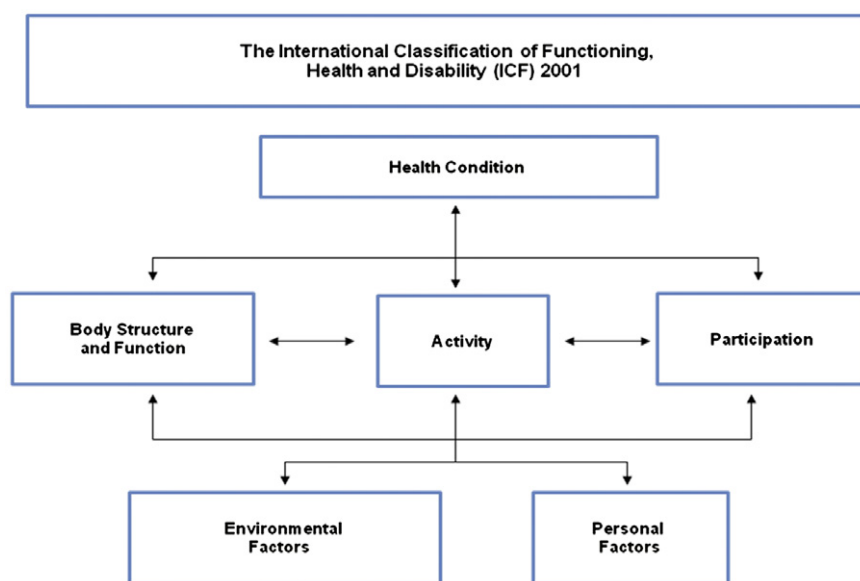 The International Classification of Functioning,
Health and Disability (ICF) 2001
Health Condition
Body Structure
and Function
Activity
Participation
Environmental
Factors
Personal
Factors